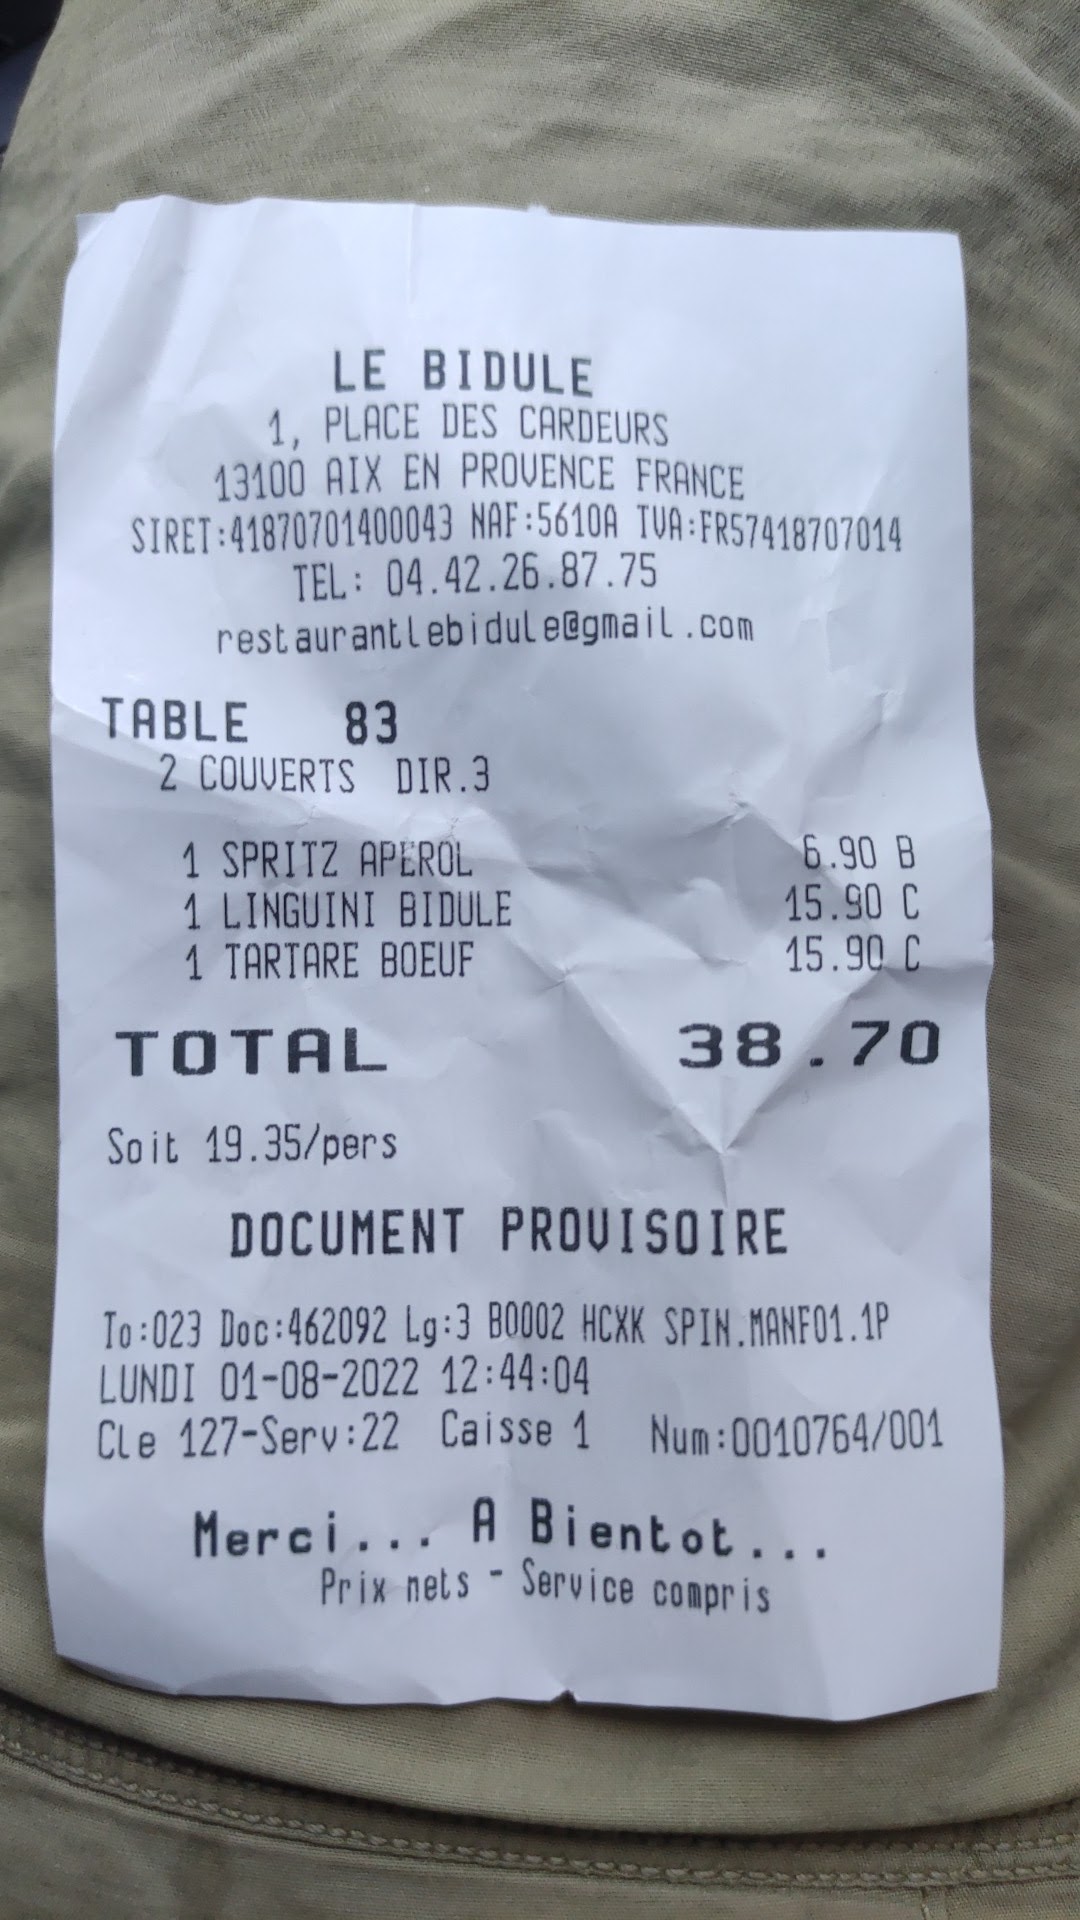 LE BIDULE
1, PLACE DES CARDEURS
13100 AIX EN PROVENCE FRANCE
SIRET:41870701400043 NAF:5610A TVA:FR57418707014
TEL: 04.42.26.87.75
restaurantlebidule@gmail.com
TABLE 83
2 COUVERTS DIR.3
1 SPRITZ APEROL 6.90 B
1 LINGUINI BIDULE 15.90 C
1 TARTARE BOEUF 15.90 C
TOTAL 38.70
Soit 19.35/pers
DOCUMENT PROVISOIRE
To:023 Doc:462092 Lg:3 B0002 HCXK SPIN.MANF01.1P
LUNDI 01-08-2022 12:44:04
Cle 127-Serv:22 Caisse 1 Num:0010764/001
Merci... A Bientot...
Prix nets - Service compris